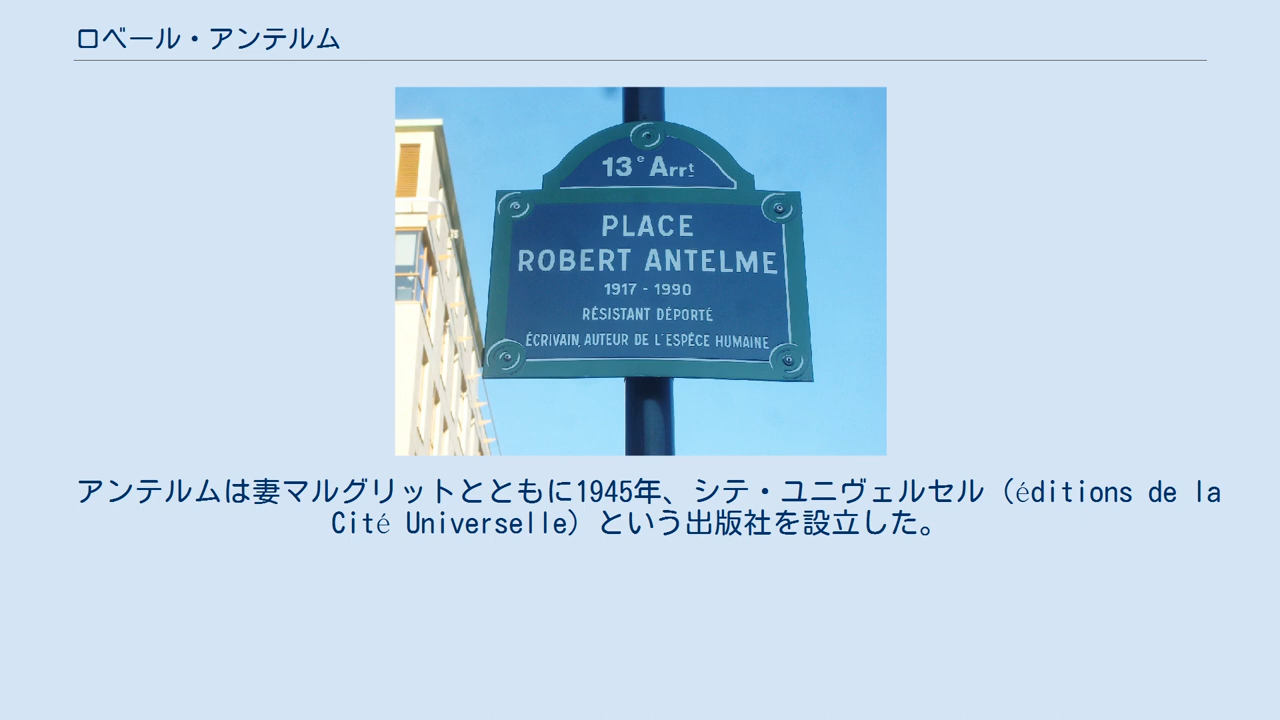 ロベール・アンテルム
13e Arrt
PLACE
ROBERT ANTELME
1917 - 1990
RÉSISTANT DÉPORTÉ
ÉCRIVAIN, AUTEUR DE L'ESPÈCE HUMAINE
アンテルムは妻マルグリットとともに1945年、シテ・ユニヴェルセル（éditions de la
Cité Universelle）という出版社を設立した。